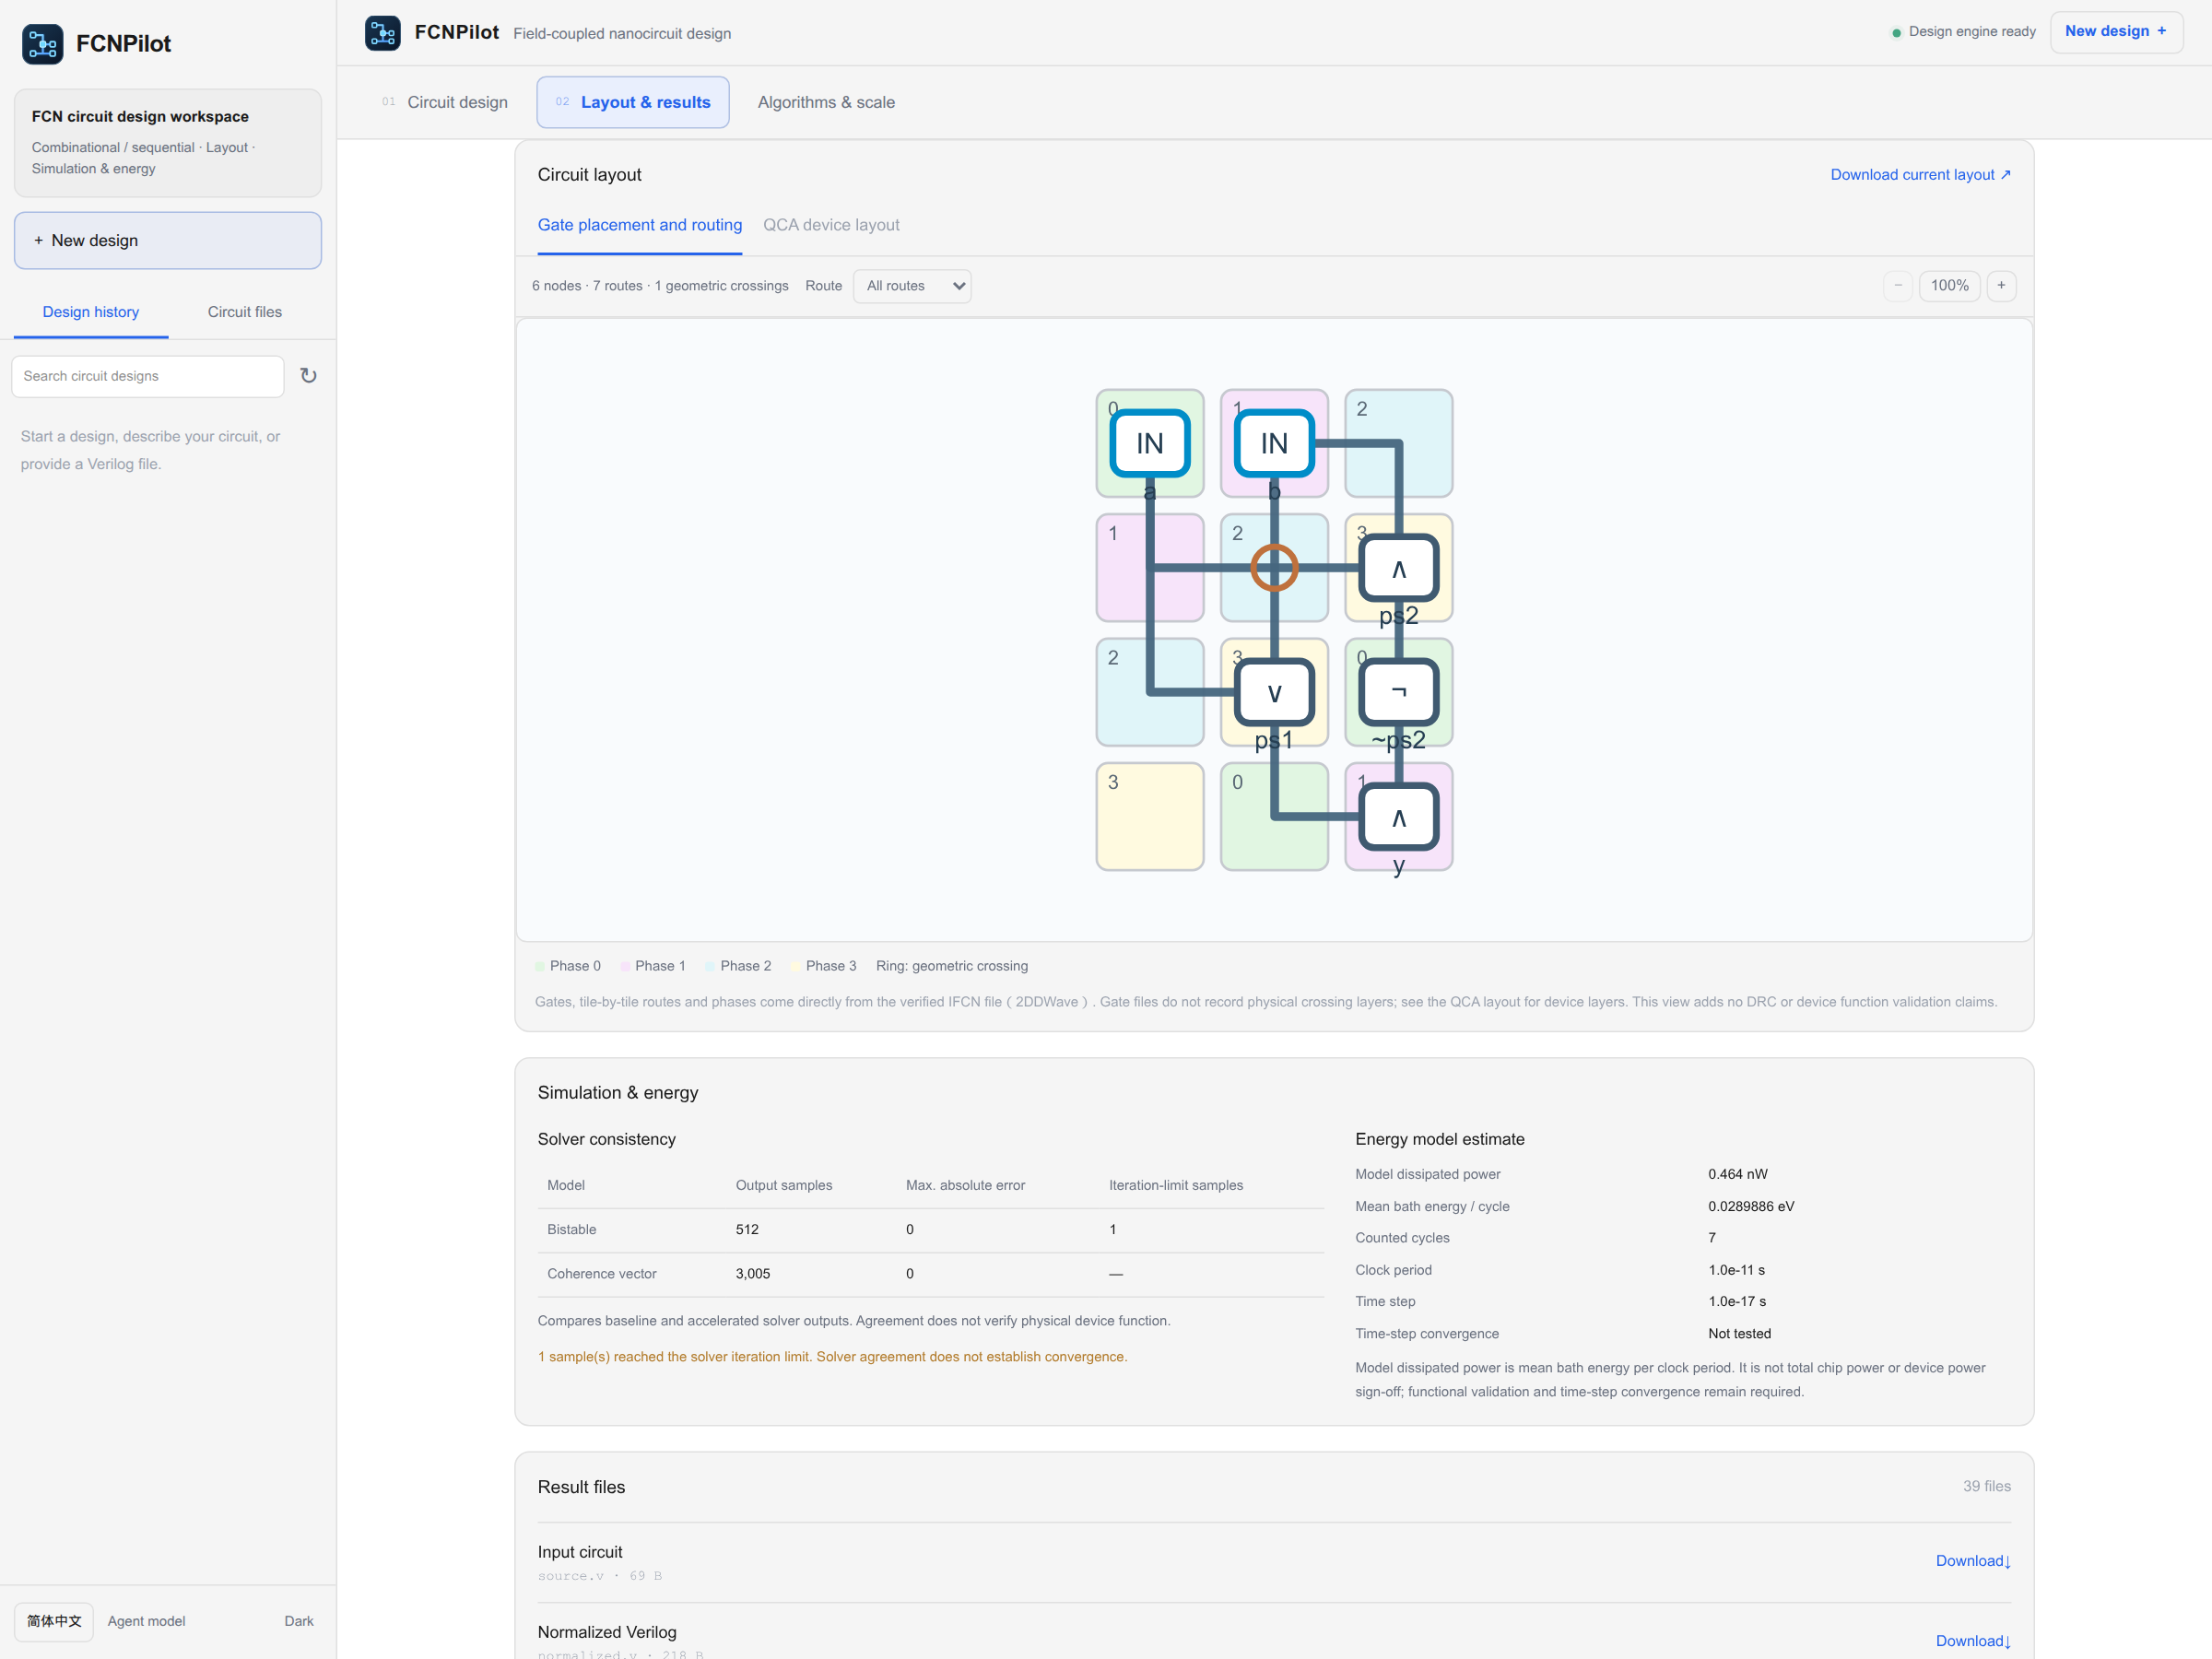 FCNPilot
FCN circuit design workspace
Combinational / sequential · Layout ·
Simulation & energy
+ New design
Design history
Circuit files
Search circuit designs
↻
Start a design, describe your circuit, or
provide a Verilog file.
简体中文
Agent model
Dark
FCNPilot
Field-coupled nanocircuit design
Design engine ready
New design +
01 Circuit design
02 Layout & results
Algorithms & scale
Circuit layout
Download current layout ↗
Gate placement and routing
QCA device layout
6 nodes · 7 routes · 1 geometric crossings
Route
All routes
−
100%
+
0
1
2
IN
IN
a
b
1
2
3
∧
ps2
2
3
0
∨
¬
ps1
~ps2
3
0
1
∧
y
Phase 0
Phase 1
Phase 2
Phase 3
Ring: geometric crossing
Gates, tile-by-tile routes and phases come directly from the verified IFCN file ( 2DDWave ) . Gate files do not record physical crossing layers; see the QCA layout for device layers. This view adds no DRC or device function validation claims.
Simulation & energy
Solver consistency
Model Output samples Max. absolute error Iteration-limit samples
Bistable 512 0 1
Coherence vector 3,005 0 —
Compares baseline and accelerated solver outputs. Agreement does not verify physical device function.
1 sample(s) reached the solver iteration limit. Solver agreement does not establish convergence.
Energy model estimate
Model dissipated power 0.464 nW
Mean bath energy / cycle 0.0289886 eV
Counted cycles 7
Clock period 1.0e-11 s
Time step 1.0e-17 s
Time-step convergence Not tested
Model dissipated power is mean bath energy per clock period. It is not total chip power or device power
sign-off; functional validation and time-step convergence remain required.
Result files
39 files
Input circuit
source.v · 69 B
Download↓
Normalized Verilog
normalized.v · 218 B
Download↓